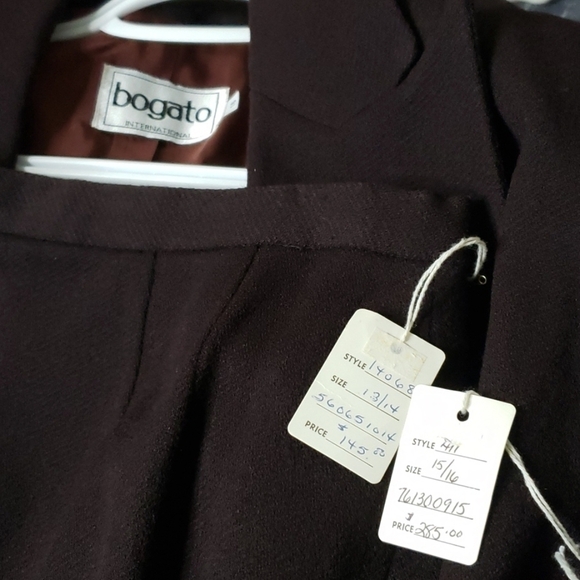 bogato
INTERNATIONAL
STYLE 14068
SIZE 13/14
560651014
PRICE $145.00
STYLE
SIZE 15/16
761300915
$
PRICE 285.00